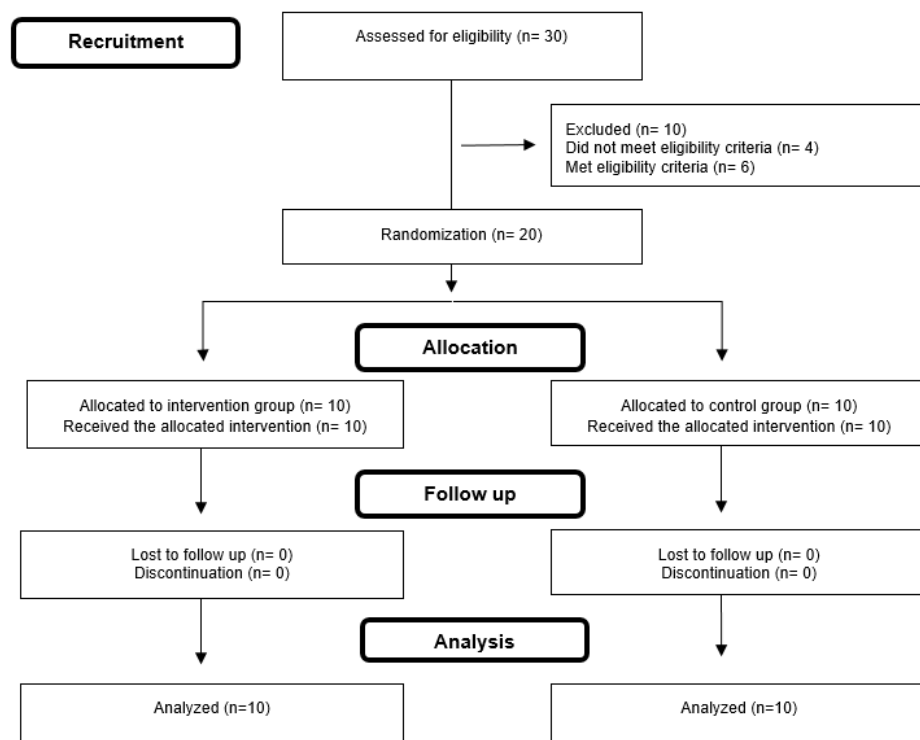 Recruitment
Assessed for eligibility (n= 30)
Excluded (n= 10)
Did not meet eligibility criteria (n= 4)
Met eligibility criteria (n= 6)
Randomization (n= 20)
Allocation
Allocated to intervention group (n= 10)
Received the allocated intervention (n= 10)
Allocated to control group (n= 10)
Received the allocated intervention (n= 10)
Follow up
Lost to follow up (n= 0)
Discontinuation (n= 0)
Lost to follow up (n= 0)
Discontinuation (n= 0)
Analysis
Analyzed (n=10)
Analyzed (n=10)